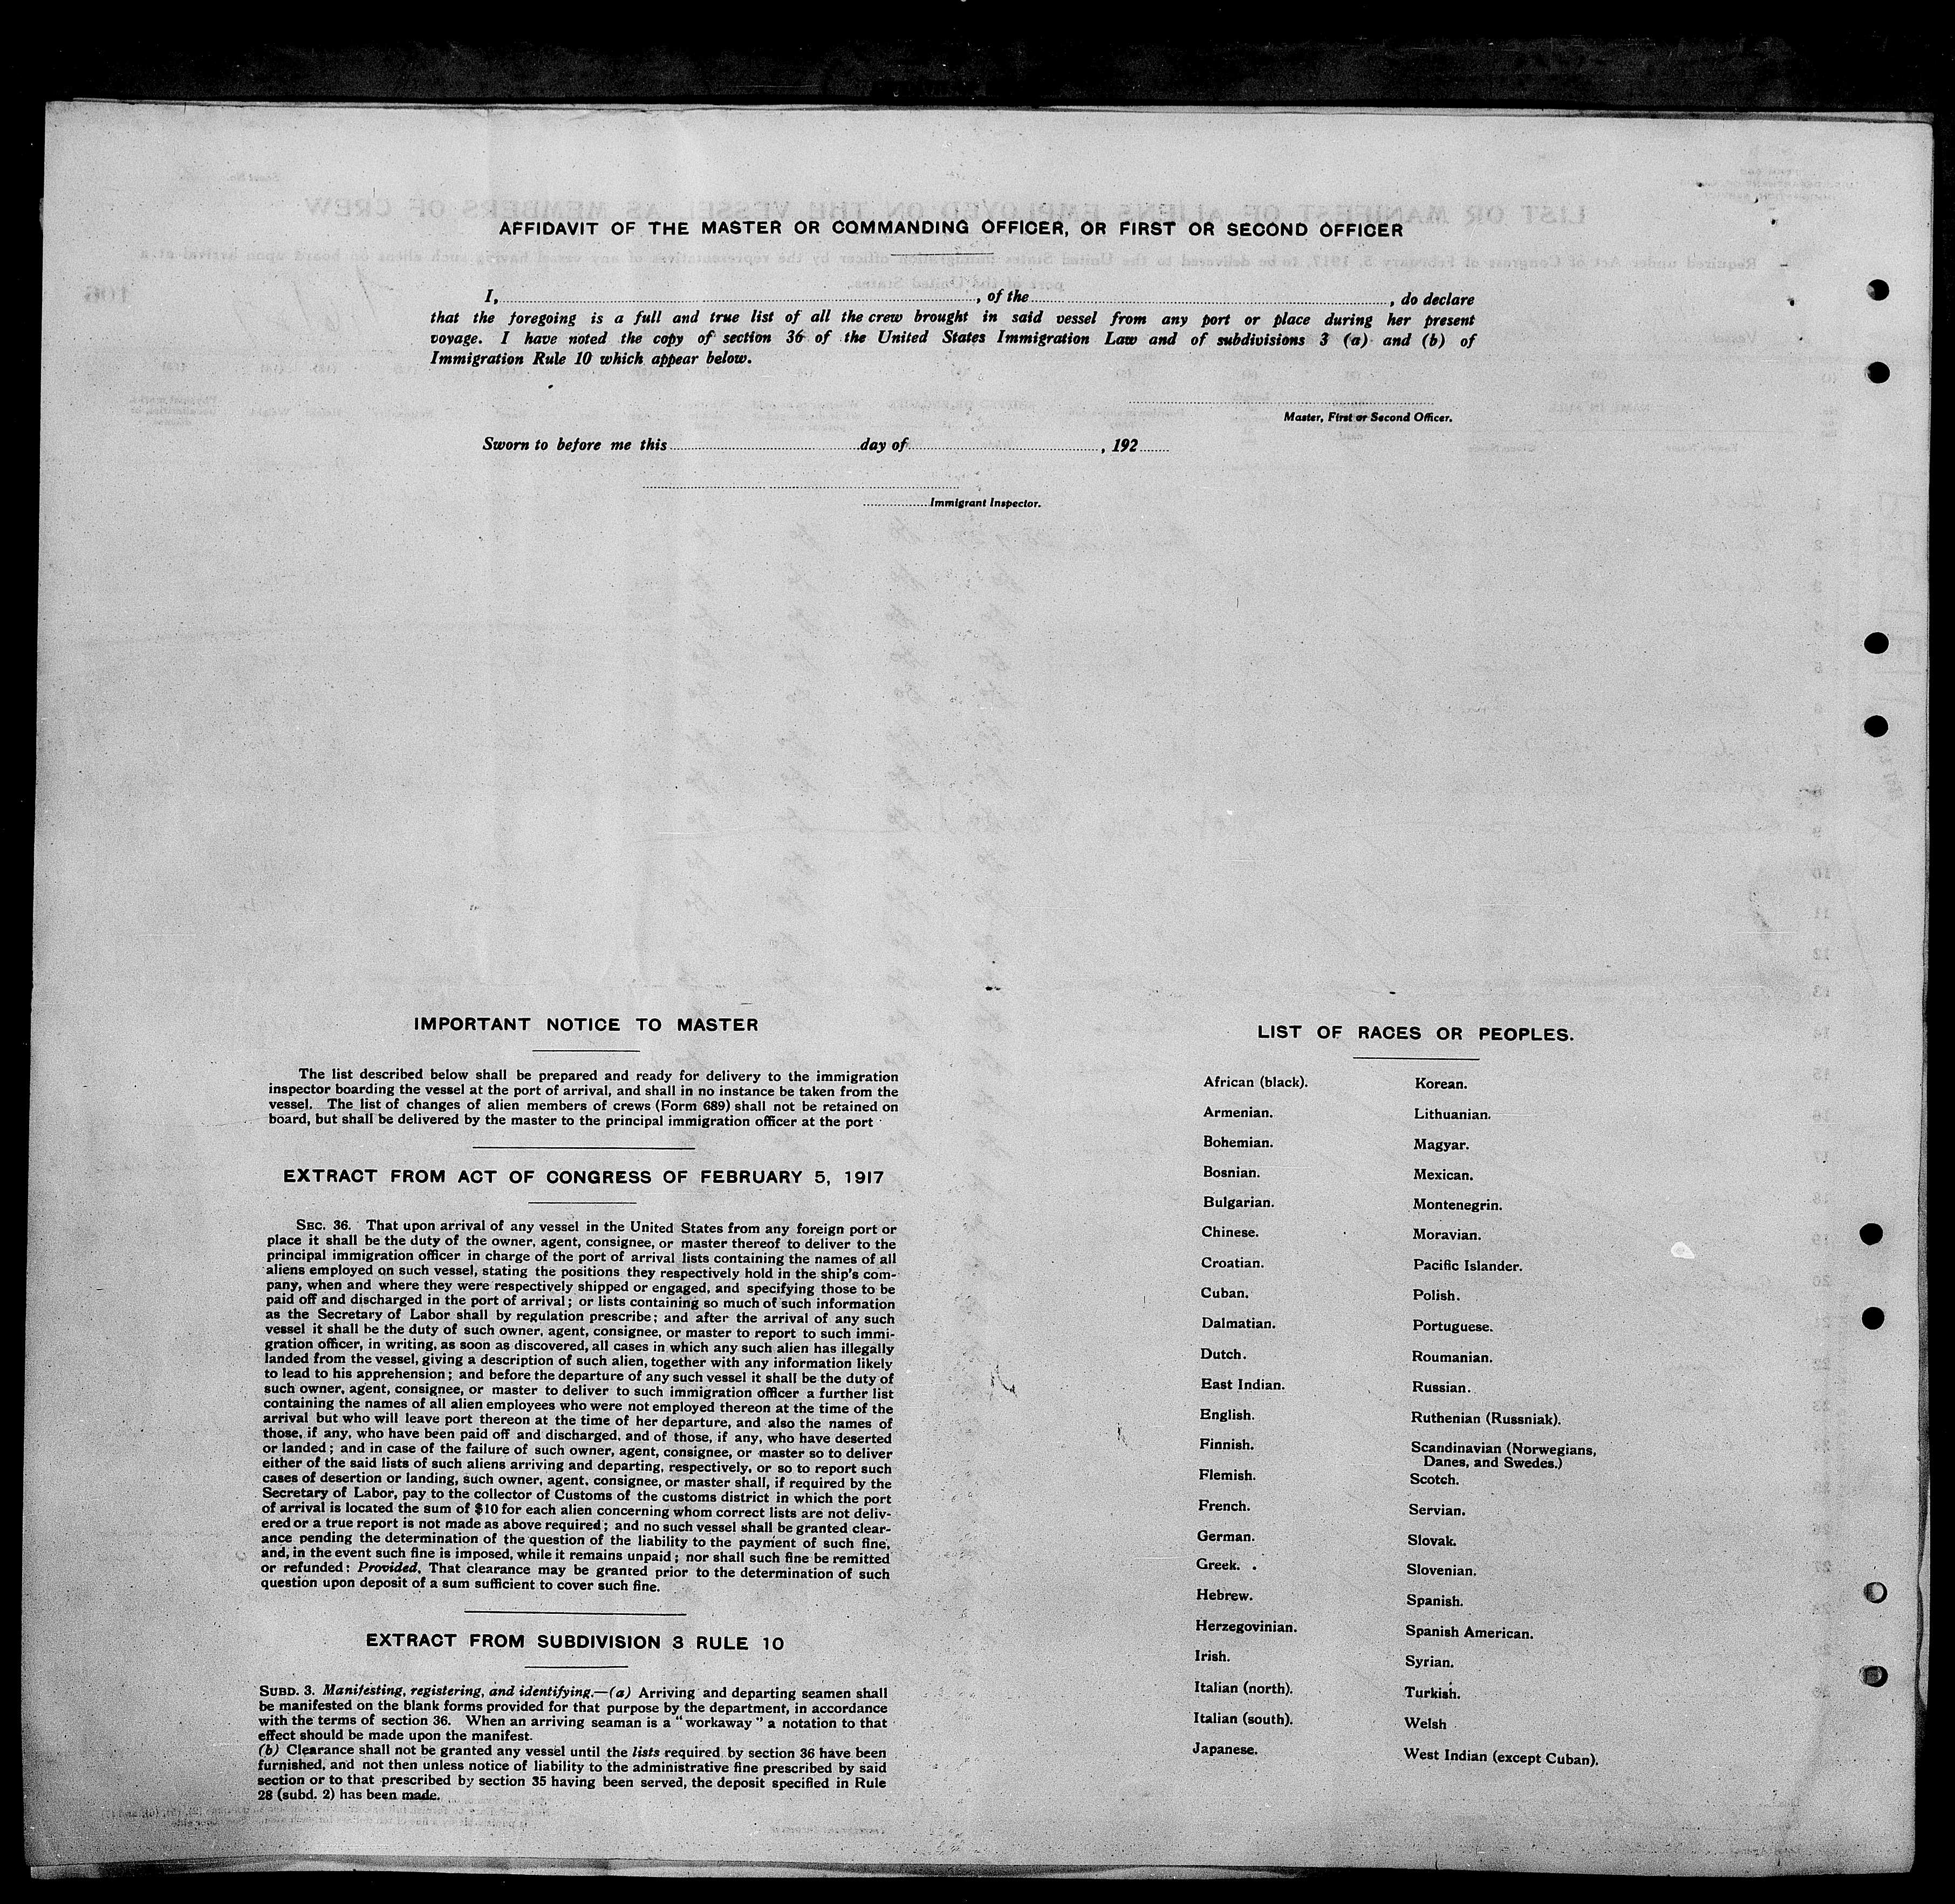 AFFIDAVIT OF THE MASTER OR COMMANDING OFFICER, OR FIRST OR SECOND OFFICER
I, , of the , do declare
that the foregoing is a full and true list of all the crew brought in said vessel from any port or place during her present
voyage. I have noted the copy of section 36 of the United States Immigration Law and of subdivisions 3 (a) and (b) of
Immigration Rule 10 which appear below.
Master, First or Second Officer.
Sworn to before me this day of , 192
Immigrant Inspector.
IMPORTANT NOTICE TO MASTER
The list described below shall be prepared and ready for delivery to the immigration
inspector boarding the vessel at the port of arrival, and shall in no instance be taken from the
vessel. The list of changes of alien members of crews (Form 689) shall not be retained on
board, but shall be delivered by the master to the principal immigration officer at the port
EXTRACT FROM ACT OF CONGRESS OF FEBRUARY 5, 1917
SEC. 36. That upon arrival of any vessel in the United States from any foreign port or
place it shall be the duty of the owner, agent, consignee, or master thereof to deliver to the
principal immigration officer in charge of the port of arrival lists containing the names of all
aliens employed on such vessel, stating the positions they respectively hold in the ship's com-
pany, when and where they were respectively shipped or engaged, and specifying those to be
paid off and discharged in the port of arrival; or lists containing so much of such information
as the Secretary of Labor shall by regulation prescribe; and after the arrival of any such
vessel it shall be the duty of such owner, agent, consignee, or master to report to such immi-
gration officer, in writing, as soon as discovered, all cases in which any such alien has illegally
landed from the vessel, giving a description of such alien, together with any information likely
to lead to his apprehension; and before the departure of any such vessel it shall be the duty of
such owner, agent, consignee, or master to deliver to such immigration officer a further list
containing the names of all alien employees who were not employed thereon at the time of the
arrival but who will leave port thereon at the time of her departure, and also the names of
those, if any, who have been paid off and discharged, and of those, if any, who have deserted
or landed; and in case of the failure of such owner, agent, consignee, or master so to deliver
either of the said lists of such aliens arriving and departing, respectively, or so to report such
cases of desertion or landing, such owner, agent, consignee, or master shall, if required by the
Secretary of Labor, pay to the collector of Customs of the customs district in which the port
of arrival is located the sum of $10 for each alien concerning whom correct lists are not deliv-
ered or a true report is not made as above required; and no such vessel shall be granted clear-
ance pending the determination of the question of the liability to the payment of such fine,
and, in the event such fine is imposed, while it remains unpaid; nor shall such fine be remitted
or refunded: Provided, That clearance may be granted prior to the determination of such
question upon deposit of a sum sufficient to cover such fine.
EXTRACT FROM SUBDIVISION 3 RULE 10
SUBD. 3. Manifesting, registering, and identifying.—(a) Arriving and departing seamen shall
be manifested on the blank forms provided for that purpose by the department, in accordance
with the terms of section 36. When an arriving seaman is a "workaway" a notation to that
effect should be made upon the manifest.
(b) Clearance shall not be granted any vessel until the lists required by section 36 have been
furnished, and not then unless notice of liability to the administrative fine prescribed by said
section or to that prescribed by section 35 having been served, the deposit specified in Rule
28 (subd. 2) has been made.
LIST OF RACES OR PEOPLES.
African (black).
Armenian.
Bohemian.
Bosnian.
Bulgarian.
Chinese.
Croatian.
Cuban.
Dalmatian.
Dutch.
East Indian.
English.
Finnish.
Flemish.
French.
German.
Greek.
Hebrew.
Herzegovinian.
Irish.
Italian (north).
Italian (south).
Japanese.
Korean.
Lithuanian.
Magyar.
Mexican.
Montenegrin.
Moravian.
Pacific Islander.
Polish.
Portuguese.
Roumanian.
Russian.
Ruthenian (Russniak).
Scandinavian (Norwegians,
Danes, and Swedes.)
Scotch.
Servian.
Slovak.
Slovenian.
Spanish.
Spanish American.
Syrian.
Turkish.
Welsh
West Indian (except Cuban).